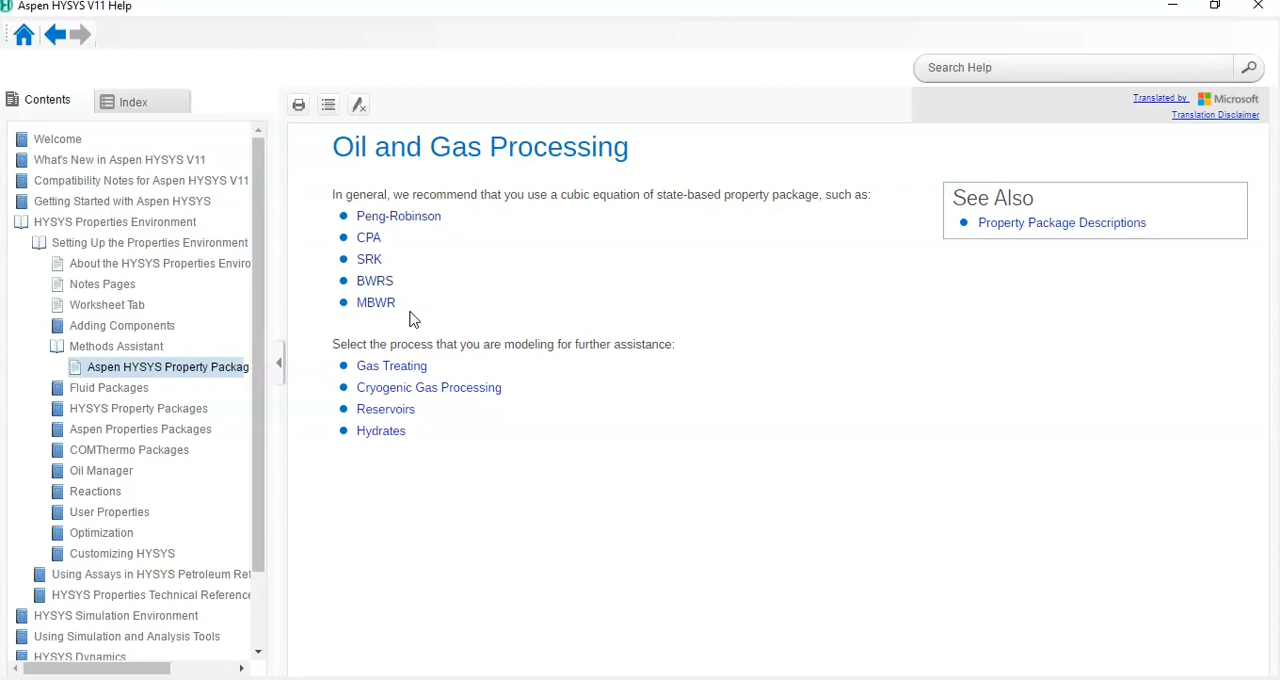 Aspen HYSYS V11 Help
Search Help
Contents
Index
Translated by Microsoft
Translation Disclaimer
Welcome
What's New in Aspen HYSYS V11
Compatibility Notes for Aspen HYSYS V11
Getting Started with Aspen HYSYS
HYSYS Properties Environment
Setting Up the Properties Environment
About the HYSYS Properties Enviro
Notes Pages
Worksheet Tab
Adding Components
Methods Assistant
Aspen HYSYS Property Packag
Fluid Packages
HYSYS Property Packages
Aspen Properties Packages
COMThermo Packages
Oil Manager
Reactions
User Properties
Optimization
Customizing HYSYS
Using Assays in HYSYS Petroleum Ref
HYSYS Properties Technical Reference
HYSYS Simulation Environment
Using Simulation and Analysis Tools
HYSYS Dynamics
Oil and Gas Processing
In general, we recommend that you use a cubic equation of state-based property package, such as:
Peng-Robinson
CPA
SRK
BWRS
MBWR
Select the process that you are modeling for further assistance:
Gas Treating
Cryogenic Gas Processing
Reservoirs
Hydrates
See Also
Property Package Descriptions